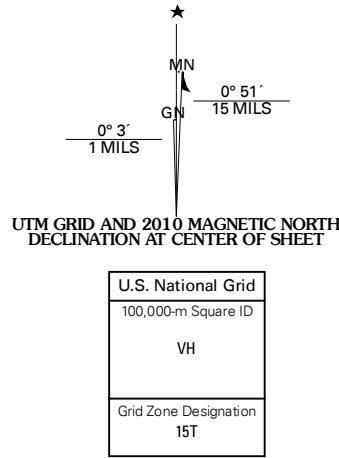 ★
MN
0° 51´
15 MILS
GN
0° 3´
1 MILS
UTM GRID AND 2010 MAGNETIC NORTH
DECLINATION AT CENTER OF SHEET
U.S. National Grid
100,000-m Square ID
VH
Grid Zone Designation
15T